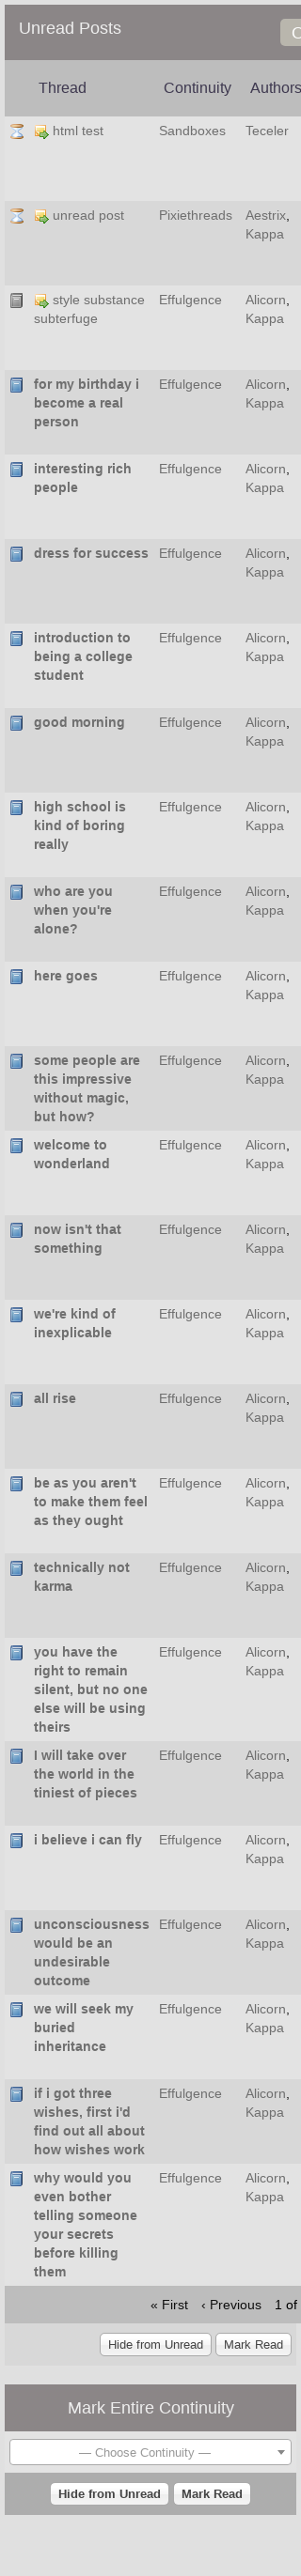 Unread Posts
Thread Continuity Authors
html test Sandboxes Teceler
unread post Pixiethreads Aestrix,
Kappa
style substance Effulgence Alicorn,
subterfuge Kappa
for my birthday i Effulgence Alicorn,
become a real Kappa
person
interesting rich Effulgence Alicorn,
people Kappa
dress for success Effulgence Alicorn,
Kappa
introduction to Effulgence Alicorn,
being a college Kappa
student
good morning Effulgence Alicorn,
Kappa
high school is Effulgence Alicorn,
kind of boring Kappa
really
who are you Effulgence Alicorn,
when you're Kappa
alone?
here goes Effulgence Alicorn,
Kappa
some people are Effulgence Alicorn,
this impressive Kappa
without magic,
but how?
welcome to Effulgence Alicorn,
wonderland Kappa
now isn't that Effulgence Alicorn,
something Kappa
we're kind of Effulgence Alicorn,
inexplicable Kappa
all rise Effulgence Alicorn,
Kappa
be as you aren't Effulgence Alicorn,
to make them feel Kappa
as they ought
technically not Effulgence Alicorn,
karma Kappa
you have the Effulgence Alicorn,
right to remain Kappa
silent, but no one
else will be using
theirs
I will take over Effulgence Alicorn,
the world in the Kappa
tiniest of pieces
i believe i can fly Effulgence Alicorn,
Kappa
unconsciousness Effulgence Alicorn,
would be an Kappa
undesirable
outcome
we will seek my Effulgence Alicorn,
buried Kappa
inheritance
if i got three Effulgence Alicorn,
wishes, first i'd Kappa
find out all about
how wishes work
why would you Effulgence Alicorn,
even bother Kappa
telling someone
your secrets
before killing
them
« First ‹ Previous 1 of
Hide from Unread Mark Read
Mark Entire Continuity
— Choose Continuity —
Hide from Unread Mark Read